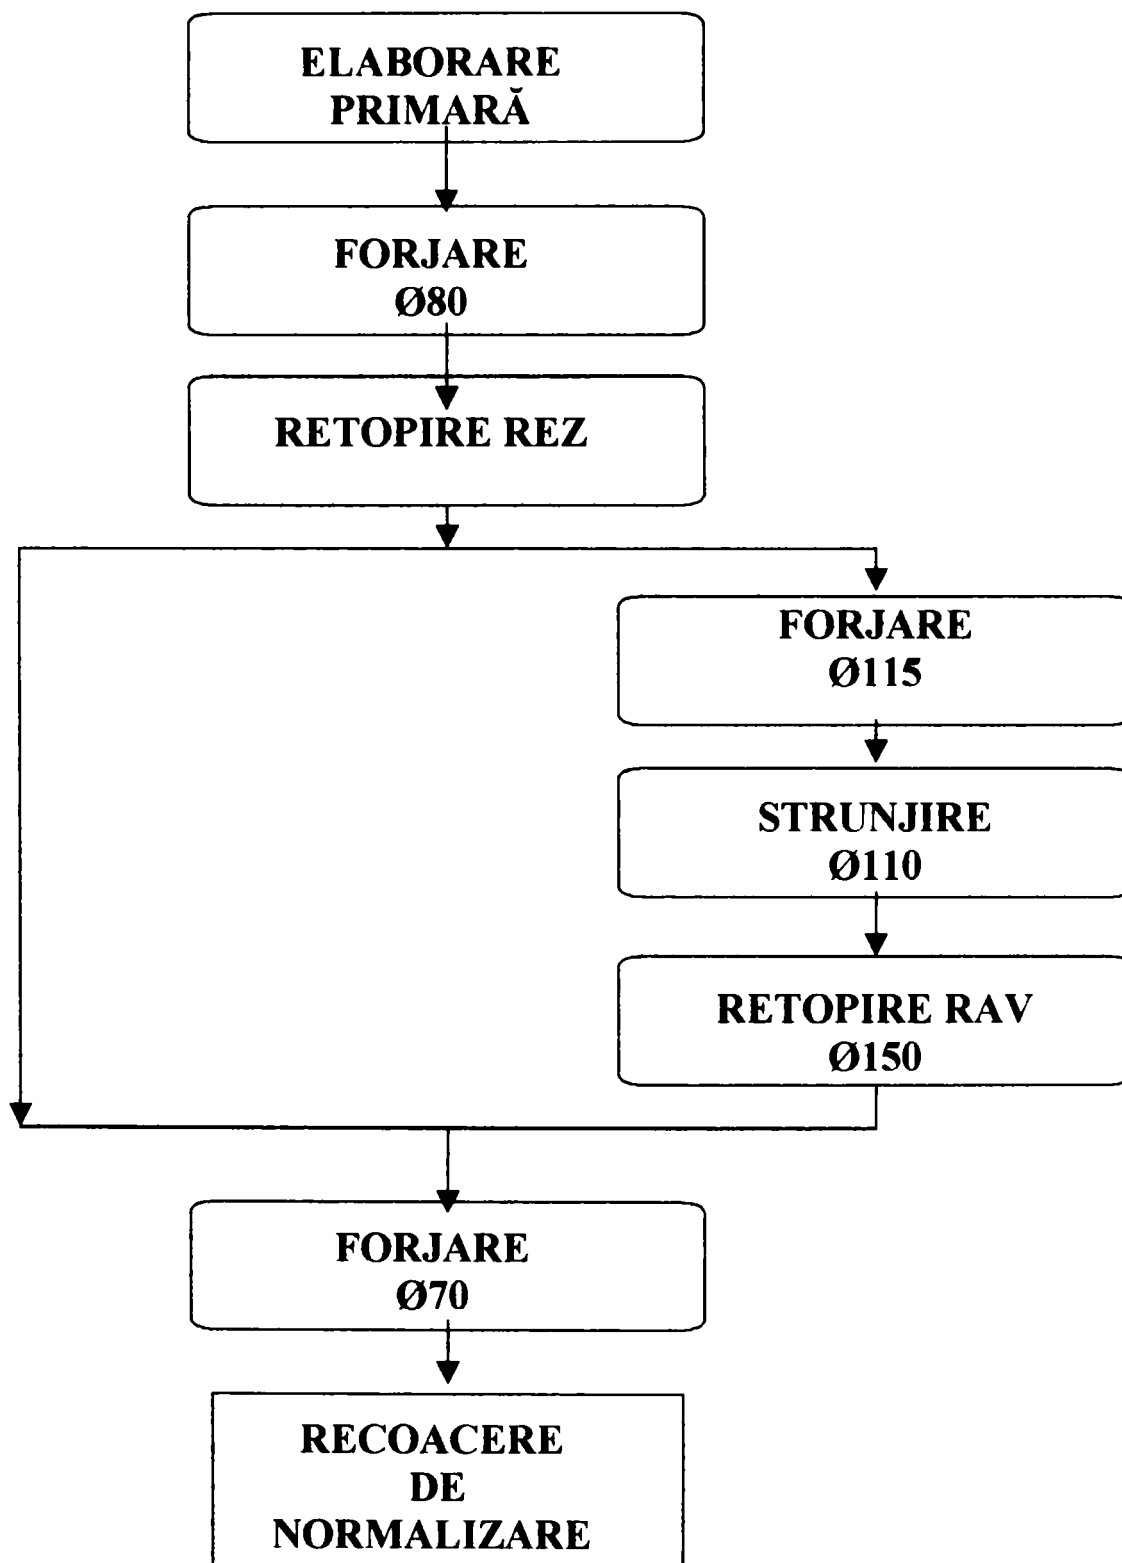 ELABORARE
PRIMARĂ
FORJARE
Ø80
RETOPIRE REZ
FORJARE
Ø115
STRUNJIRE
Ø110
RETOPIRE RAV
Ø150
FORJARE
Ø70
RECOACERE
DE
NORMALIZARE